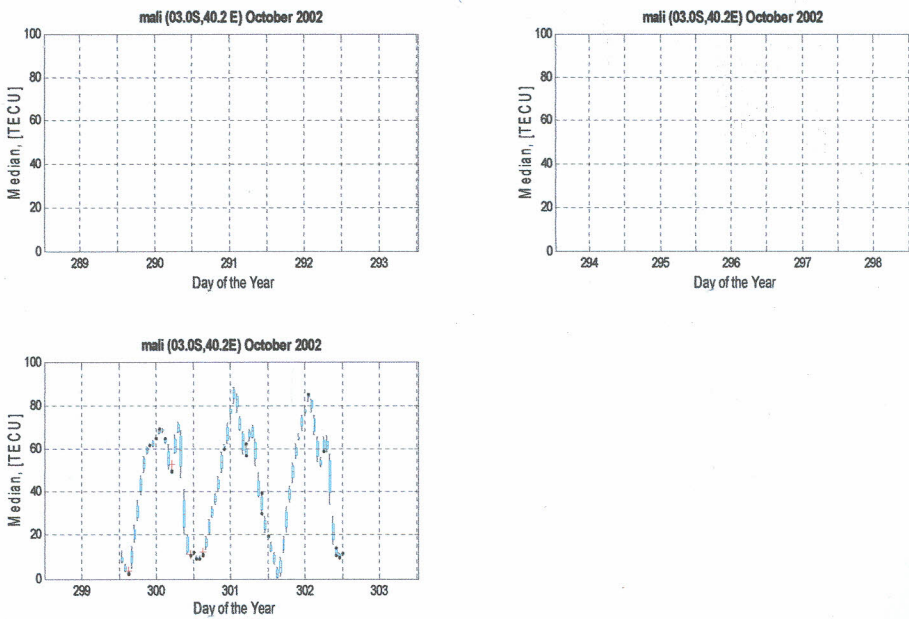 mali (03.0S,40.2 E) October 2002
100
80
60
40
20
0
Median, [TECU]
289 290 291 292 293
Day of the Year
mali (03.0S,40.2E) October 2002
100
80
60
40
20
0
Median, [TECU]
294 295 296 297 298
Day of the Year
mali (03.0S,40.2E) October 2002
100
80
60
40
20
0
Median, [TECU]
299 300 301 302 303
Day of the Year